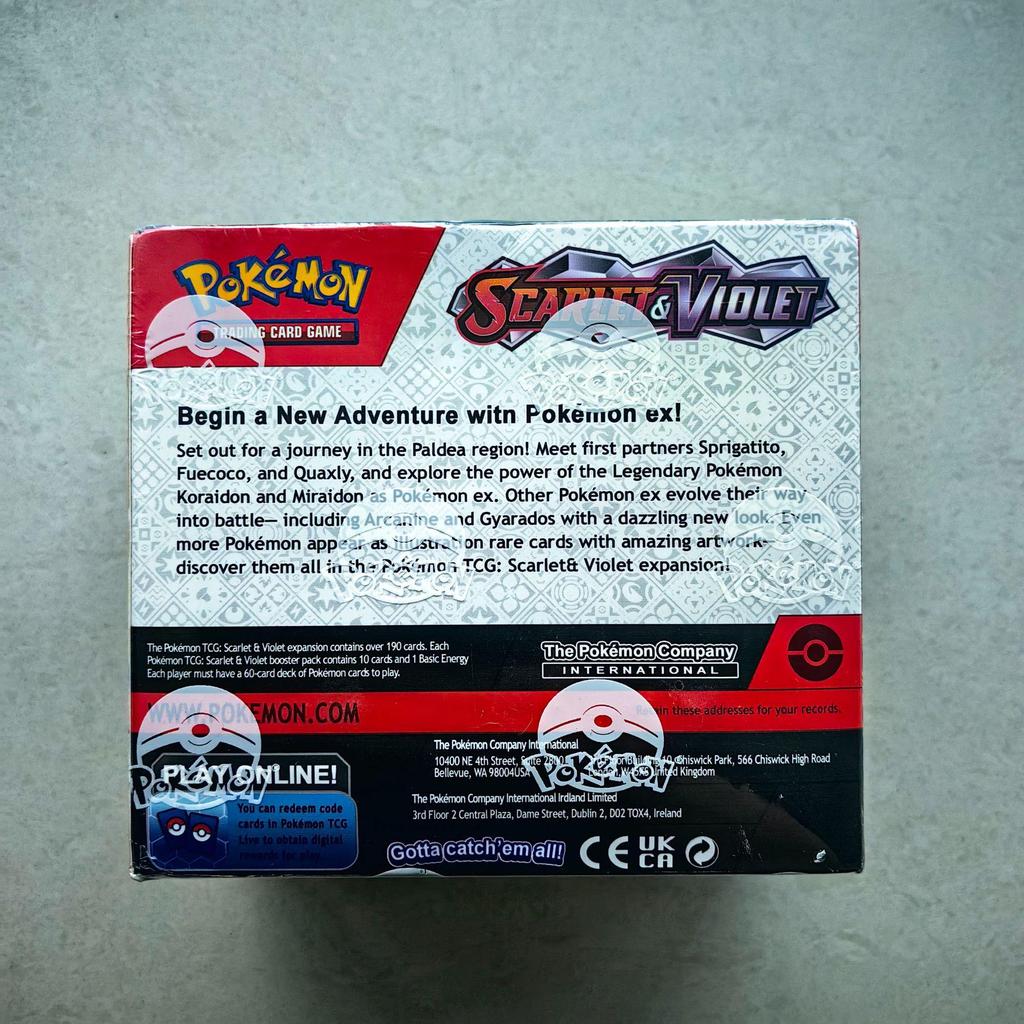 POKéMON
TRADING CARD GAME
SCARLET & VIOLET
Begin a New Adventure witn Pokémon ex!
Set out for a journey in the Paldea region! Meet first partners Sprigatito,
Fuecoco, and Quaxly, and explore the power of the Legendary Pokémon
Koraidon and Miraidon as Pokémon ex. Other Pokémon ex evolve their way
into battle— including Arcanine and Gyarados with a dazzling new look. Even
more Pokémon appear as illustration rare cards with amazing artwork—
discover them all in the Pokémon TCG: Scarlet& Violet expansion!
The Pokémon TCG: Scarlet & Violet expansion contains over 190 cards. Each
Pokémon TCG: Scarlet & Violet booster pack contains 10 cards and 1 Basic Energy
Each player must have a 60-card deck of Pokémon cards to play.
The Pokémon Company
INTERNATIONAL
WWW.POKEMON.COM
Retain these addresses for your records.
The Pokémon Company International
10400 NE 4th Street, Suite 2800 Chiswick Park, 566 Chiswick High Road
Bellevue, WA 98004USA London, United Kingdom
POKéMON
POKéMON
PLAY ONLINE!
The Pokémon Company International Irdland Limited
3rd Floor 2 Central Plaza, Dame Street, Dublin 2, D02 TOX4, Ireland
You can redeem code
cards in Pokémon TCG
Live to obtain digital
rewards for play.
Gotta catch'em all!
CE
UK
CA